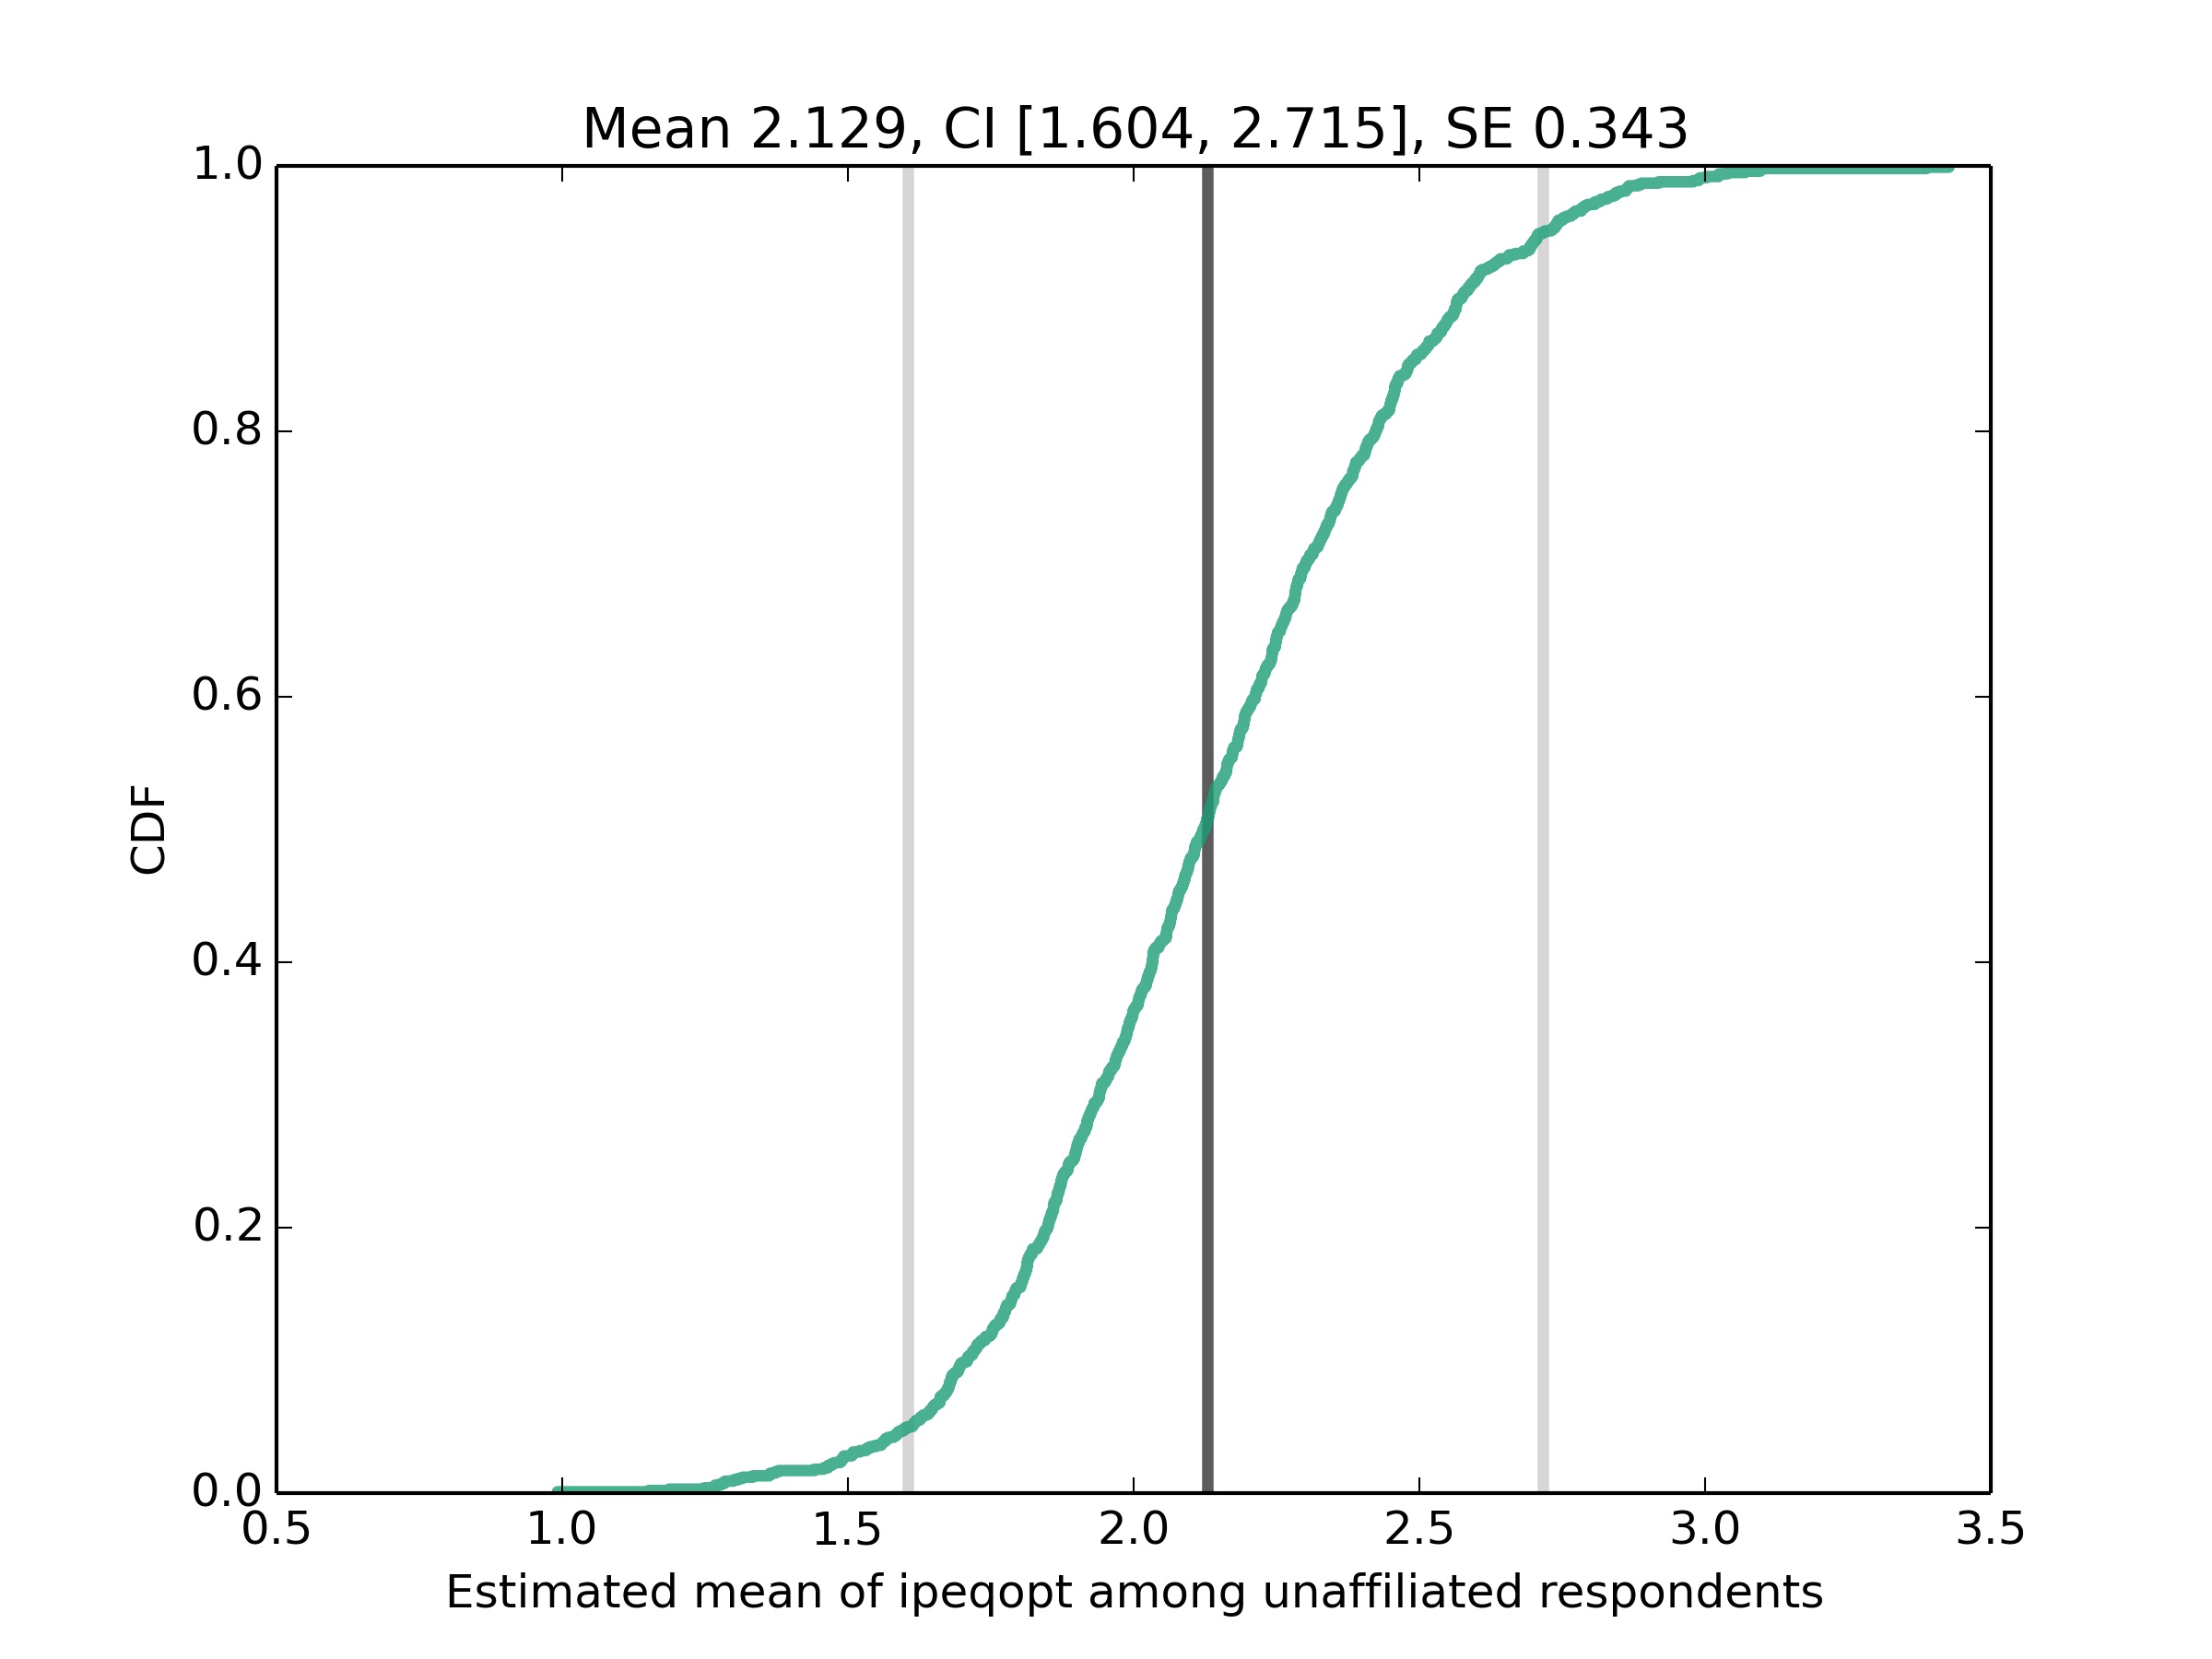 Mean 2.129, CI [1.604, 2.715], SE 0.343
1.0
0.8
0.6
0.4
0.2
0.0
CDF
0.5 1.0 1.5 2.0 2.5 3.0 3.5
Estimated mean of ipeqopt among unaffiliated respondents